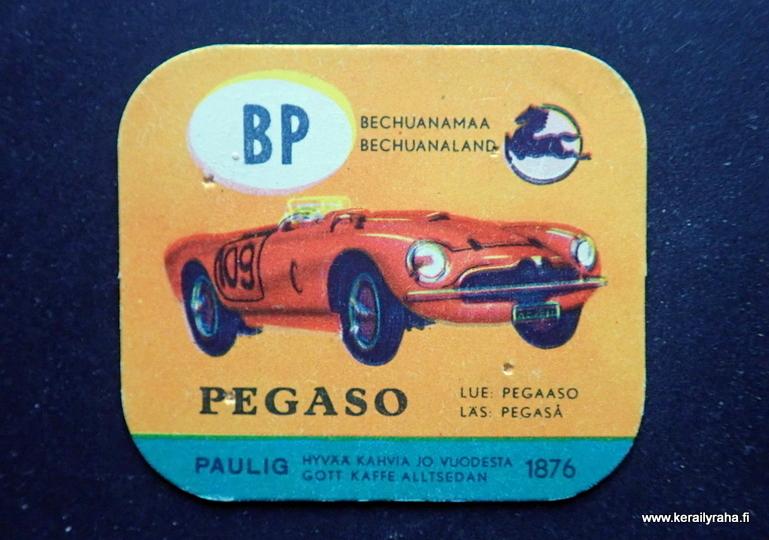 BP
BECHUANAMAA
BECHUANALAND
109
PEGASO
LUE: PEGAASO
LÄS: PEGASÅ
PAULIG
HYVÄÄ KAHVIA JO VUODESTA
GOTT KAFFE ALLTSEDAN
1876
www.kerailyraha.fi